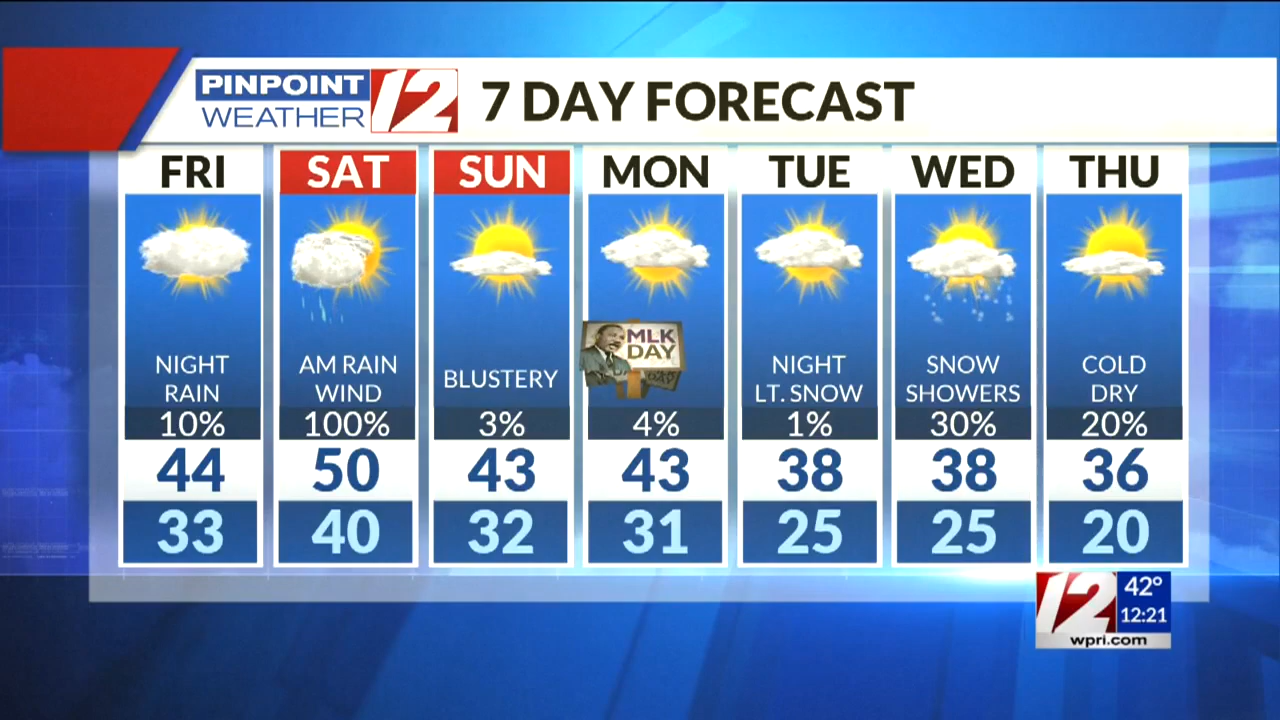 PINPOINT
WEATHER 12
7 DAY FORECAST
FRI SAT SUN MON TUE WED THU
NIGHT
RAIN
10%
44
33
AM RAIN
WIND
100%
50
40
BLUSTERY
3%
43
32
MLK
DAY
4%
43
31
NIGHT
LT. SNOW
1%
38
25
SNOW
SHOWERS
30%
38
25
COLD
DRY
20%
36
20
12
42°
12:21
wpri.com